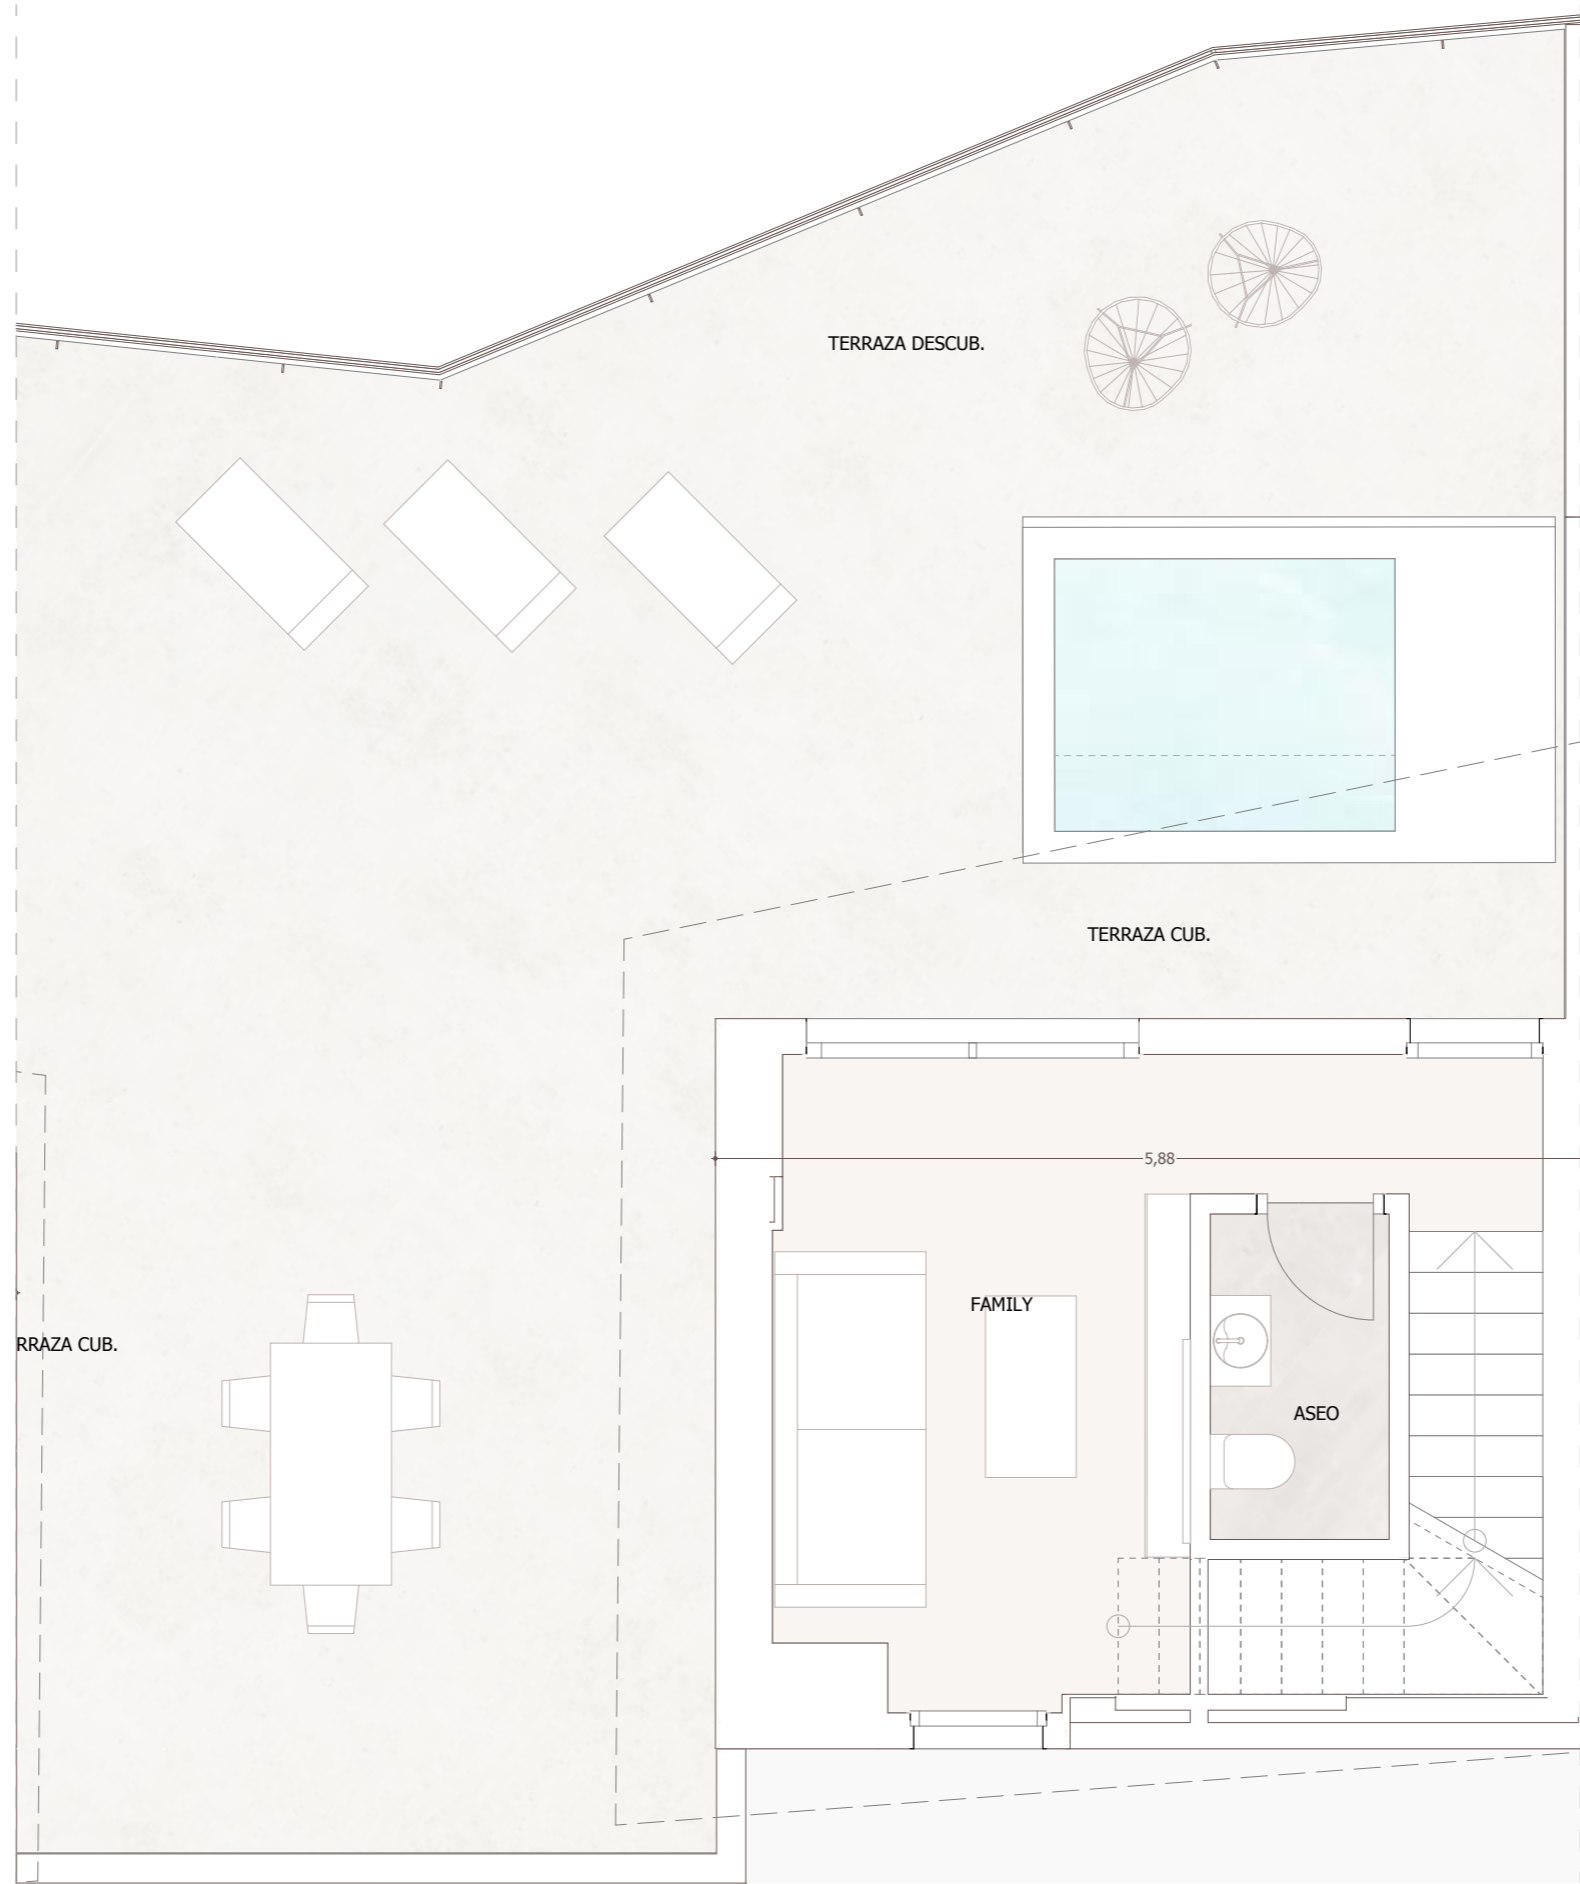 TERRAZA DESCUB.
TERRAZA CUB.
5,88
FAMILY
RRAZA CUB.
ASEO